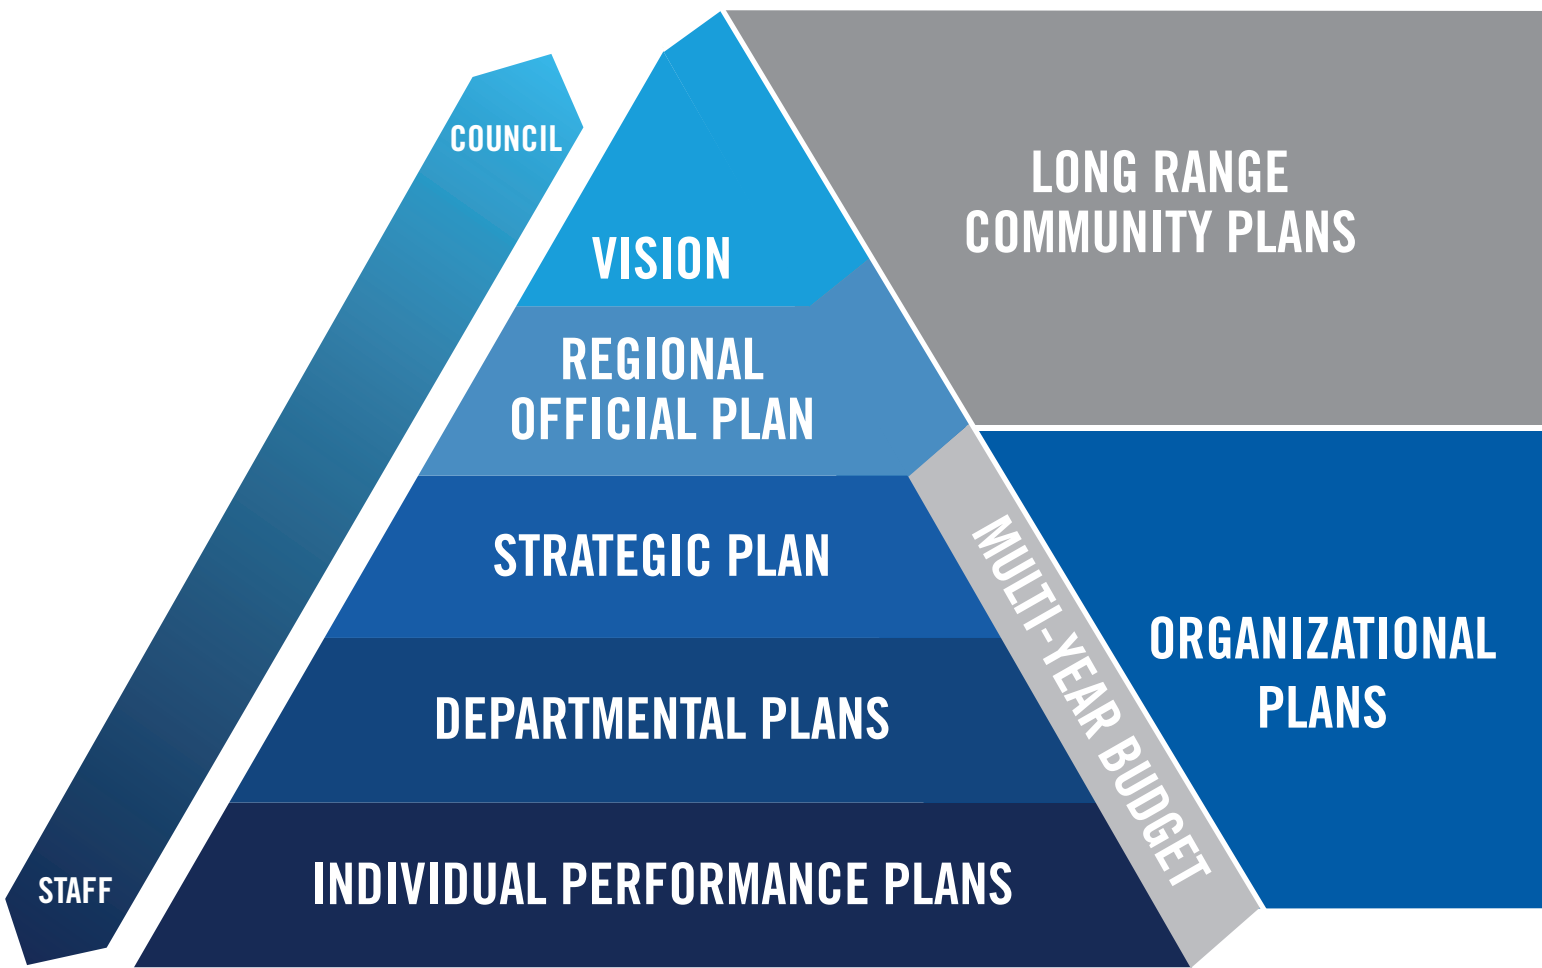 COUNCIL
STAFF
VISION
REGIONAL
OFFICIAL PLAN
STRATEGIC PLAN
DEPARTMENTAL PLANS
INDIVIDUAL PERFORMANCE PLANS
MULTI-YEAR BUDGET
LONG RANGE
COMMUNITY PLANS
ORGANIZATIONAL
PLANS